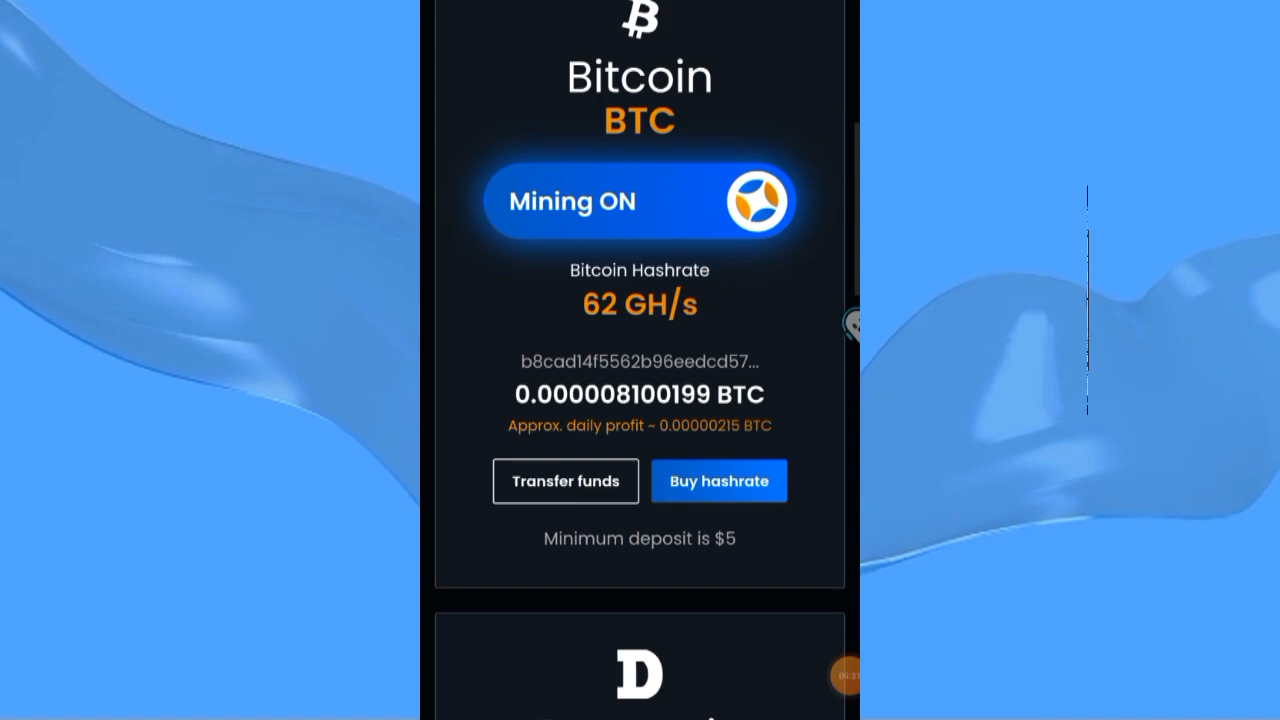 Bitcoin
BTC
Mining ON
Bitcoin Hashrate
62 GH/s
b8cad14f5562b96eedcd57...
0.000008100199 BTC
Approx. daily profit ~ 0.00000215 BTC
Transfer funds
Buy hashrate
Minimum deposit is $5